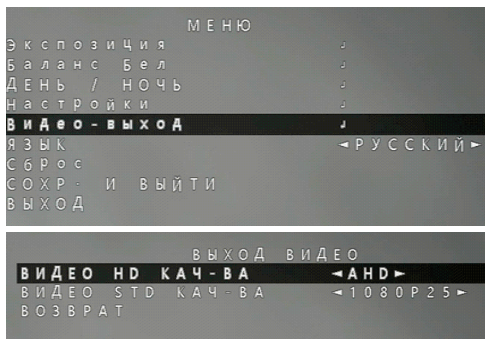 МЕНЮ
Экспозиция ↲
Баланс Бел ↲
ДЕНЬ / НОЧЬ ↲
Настройки ↲
Видео-выход ↲
ЯЗЫК ◄РУССКИЙ►
Сброс
СОХР- И ВЫЙТИ
ВЫХОД
ВЫХОД ВИДЕО
ВИДЕО HD КАЧ-ВА ◄AHD►
ВИДЕО STD КАЧ-ВА ◄1080P25►
ВОЗВРАТ